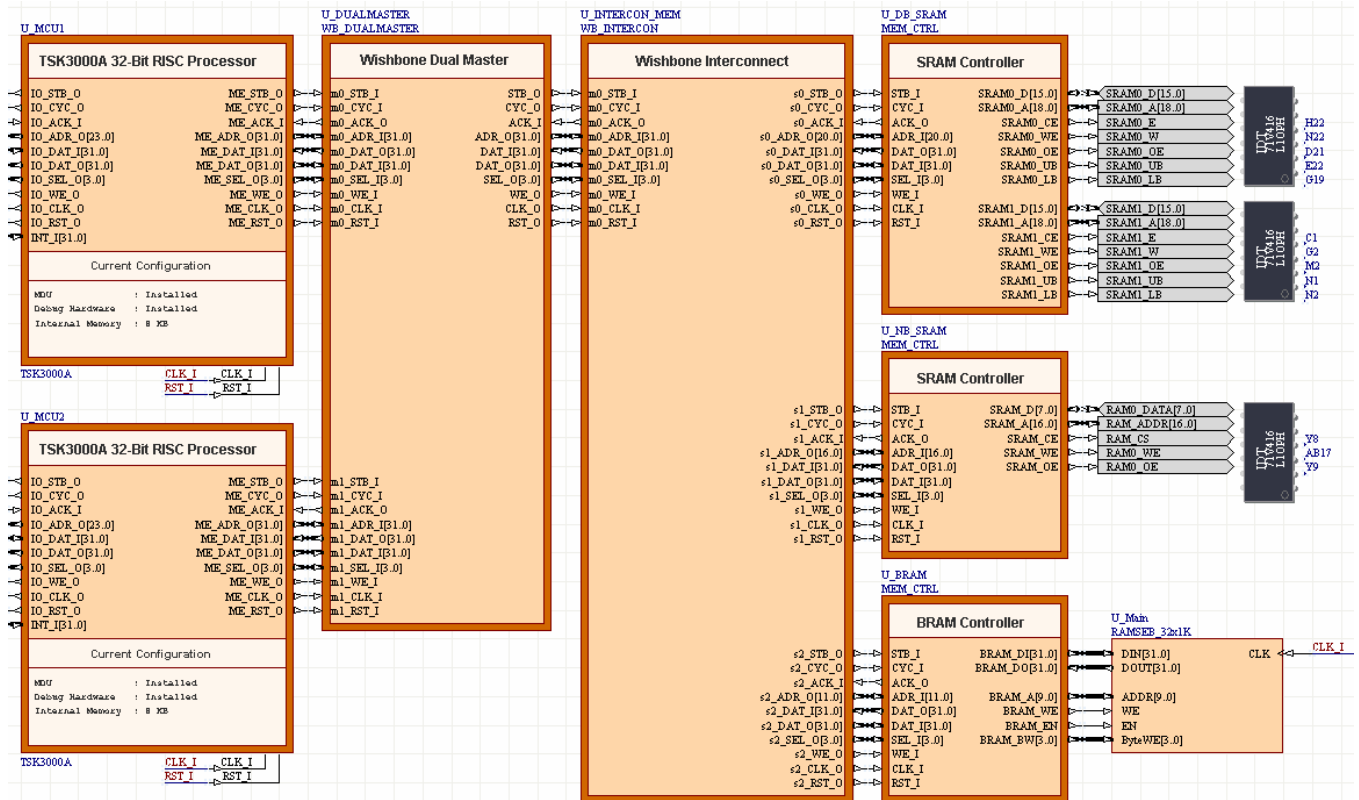 U_MCU1
TSK3000A 32-Bit RISC Processor
IO_STB_O ME_STB_O
IO_CYC_O ME_CYC_O
IO_ACK_I ME_ACK_I
IO_ADR_O[23..0] ME_ADR_O[31..0]
IO_DAT_I[31..0] ME_DAT_I[31..0]
IO_DAT_O[31..0] ME_DAT_O[31..0]
IO_SEL_O[3..0] ME_SEL_O[3..0]
IO_WE_O ME_WE_O
IO_CLK_O ME_CLK_O
IO_RST_O ME_RST_O
INT_I[31..0]
Current Configuration
MDU : Installed
Debug Hardware : Installed
Internal Memory : 8 KB
TSK3000A
CLK_I CLK_I
RST_I RST_I
U_MCU2
TSK3000A 32-Bit RISC Processor
IO_STB_O ME_STB_O
IO_CYC_O ME_CYC_O
IO_ACK_I ME_ACK_I
IO_ADR_O[23..0] ME_ADR_O[31..0]
IO_DAT_I[31..0] ME_DAT_I[31..0]
IO_DAT_O[31..0] ME_DAT_O[31..0]
IO_SEL_O[3..0] ME_SEL_O[3..0]
IO_WE_O ME_WE_O
IO_CLK_O ME_CLK_O
IO_RST_O ME_RST_O
INT_I[31..0]
Current Configuration
MDU : Installed
Debug Hardware : Installed
Internal Memory : 8 KB
TSK3000A
CLK_I CLK_I
RST_I RST_I
U_DUALMASTER
WB_DUALMASTER
Wishbone Dual Master
m0_STB_I STB_O
m0_CYC_I CYC_O
m0_ACK_O ACK_I
m0_ADR_I[31..0] ADR_O[31..0]
m0_DAT_O[31..0] DAT_I[31..0]
m0_DAT_I[31..0] DAT_O[31..0]
m0_SEL_I[3..0] SEL_O[3..0]
m0_WE_I WE_O
m0_CLK_I CLK_O
m0_RST_I RST_O
m1_STB_I
m1_CYC_I
m1_ACK_O
m1_ADR_I[31..0]
m1_DAT_O[31..0]
m1_DAT_I[31..0]
m1_SEL_I[3..0]
m1_WE_I
m1_CLK_I
m1_RST_I
U_INTERCON_MEM
WB_INTERCON
Wishbone Interconnect
m0_STB_I s0_STB_O
m0_CYC_I s0_CYC_O
m0_ACK_O s0_ACK_I
m0_ADR_I[31..0] s0_ADR_O[20..0]
m0_DAT_O[31..0] s0_DAT_I[31..0]
m0_DAT_I[31..0] s0_DAT_O[31..0]
m0_SEL_I[3..0] s0_SEL_O[3..0]
m0_WE_I s0_WE_O
m0_CLK_I s0_CLK_O
m0_RST_I s0_RST_O
s1_STB_O
s1_CYC_O
s1_ACK_I
s1_ADR_O[16..0]
s1_DAT_I[31..0]
s1_DAT_O[31..0]
s1_SEL_O[3..0]
s1_WE_O
s1_CLK_O
s1_RST_O
s2_STB_O
s2_CYC_O
s2_ACK_I
s2_ADR_O[11..0]
s2_DAT_I[31..0]
s2_DAT_O[31..0]
s2_SEL_O[3..0]
s2_WE_O
s2_CLK_O
s2_RST_O
U_DB_SRAM
MEM_CTRL
SRAM Controller
STB_I SRAM0_D[15..0] SRAM0_D[15..0]
CYC_I SRAM0_A[18..0] SRAM0_A[18..0]
ACK_O SRAM0_CE SRAM0_E H22
ADR_I[20..0] SRAM0_WE SRAM0_W N22
DAT_O[31..0] SRAM0_OE SRAM0_OE D21
DAT_I[31..0] SRAM0_UB SRAM0_UB E22
SEL_I[3..0] SRAM0_LB SRAM0_LB G19
WE_I
CLK_I SRAM1_D[15..0] SRAM1_D[15..0]
RST_I SRAM1_A[18..0] SRAM1_A[18..0]
SRAM1_CE SRAM1_E C1
SRAM1_WE SRAM1_W G2
SRAM1_OE SRAM1_OE M2
SRAM1_UB SRAM1_UB N1
SRAM1_LB SRAM1_LB N2
IDT
71V416
L10PH
IDT
71V416
L10PH
U_NB_SRAM
MEM_CTRL
SRAM Controller
STB_I SRAM_D[7..0] RAM0_DATA[7..0]
CYC_I SRAM_A[16..0] RAM_ADDR[16..0]
ACK_O SRAM_CE RAM_CS Y8
ADR_I[16..0] SRAM_WE RAM0_WE AB17
DAT_O[31..0] SRAM_OE RAM0_OE Y9
DAT_I[31..0]
SEL_I[3..0]
WE_I
CLK_I
RST_I
IDT
71V416
L10PH
U_BRAM
MEM_CTRL
BRAM Controller
STB_I BRAM_DI[31..0]
CYC_I BRAM_DO[31..0]
ACK_O
ADR_I[11..0] BRAM_A[9..0]
DAT_O[31..0] BRAM_WE
DAT_I[31..0] BRAM_EN
SEL_I[3..0] BRAM_BW[3..0]
WE_I
CLK_I
RST_I
U_Main
RAMSEB_32x1K
DIN[31..0] CLK CLK_I
DOUT[31..0]
ADDR[9..0]
WE
EN
ByteWE[3..0]